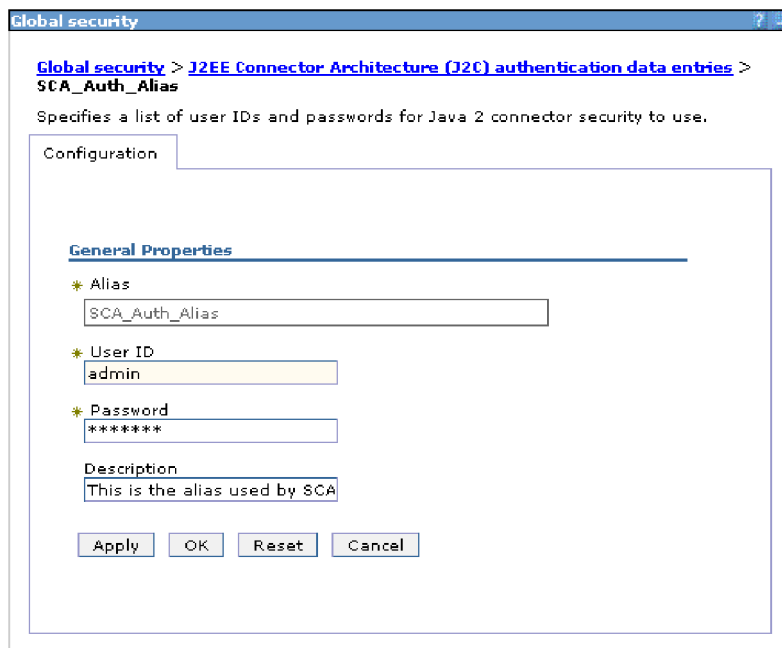 Global security
?
Global security > J2EE Connector Architecture (J2C) authentication data entries >
SCA_Auth_Alias
Specifies a list of user IDs and passwords for Java 2 connector security to use.
Configuration
General Properties
* Alias
SCA_Auth_Alias
* User ID
admin
* Password
*******
Description
This is the alias used by SCA
Apply OK Reset Cancel